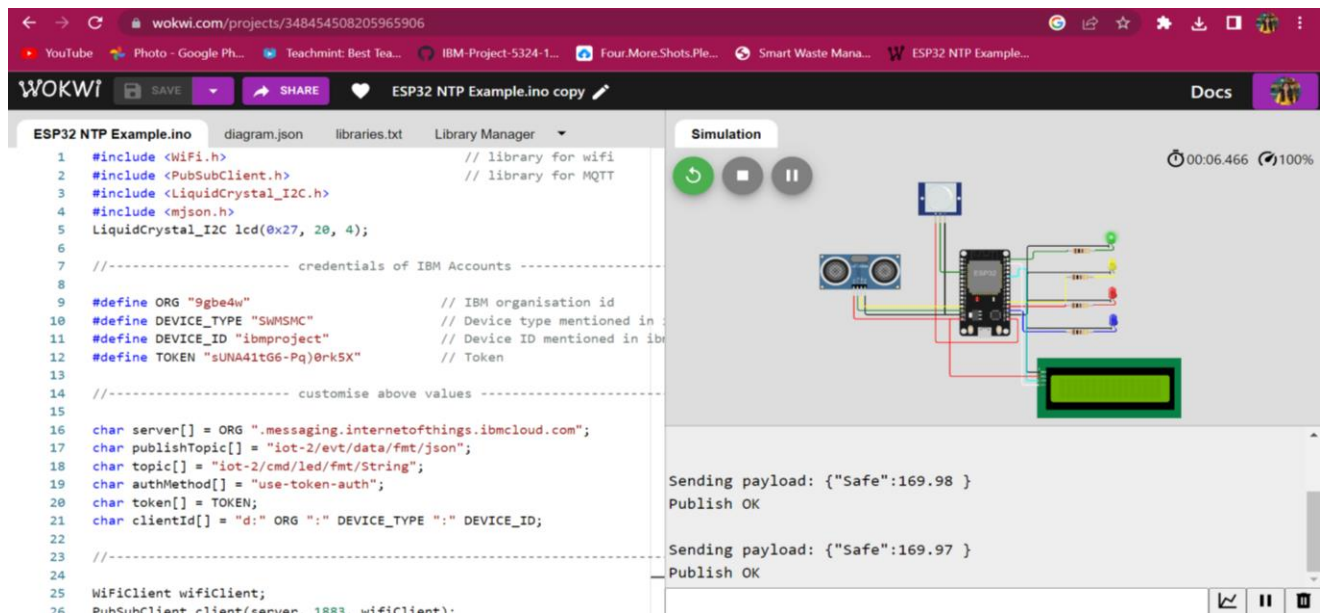 wokwi.com/projects/348454508205965906
YouTube Photo - Google Ph... Teachmint: Best Tea... IBM-Project-5324-1... Four.More.Shots.Ple... Smart Waste Mana... ESP32 NTP Example...
WOKWi SAVE SHARE ESP32 NTP Example.ino copy Docs
ESP32 NTP Example.ino diagram.json libraries.txt Library Manager
1 #include <WiFi.h> // library for wifi
2 #include <PubSubClient.h> // library for MQTT
3 #include <LiquidCrystal_I2C.h>
4 #include <mjson.h>
5 LiquidCrystal_I2C lcd(0x27, 20, 4);
6
7 //----------------------- credentials of IBM Accounts ------------------
8
9 #define ORG "9gbe4w" // IBM organisation id
10 #define DEVICE_TYPE "SWMSMC" // Device type mentioned in
11 #define DEVICE_ID "ibmproject" // Device ID mentioned in
12 #define TOKEN "sUNA41tG6-Pq)0rk5X" // Token
13
14 //----------------------- customise above values -----------------------
15
16 char server[] = ORG ".messaging.internetofthings.ibmcloud.com";
17 char publishTopic[] = "iot-2/evt/data/fmt/json";
18 char topic[] = "iot-2/cmd/led/fmt/String";
19 char authMethod[] = "use-token-auth";
20 char token[] = TOKEN;
21 char clientId[] = "d:" ORG ":" DEVICE_TYPE ":" DEVICE_ID;
22
23 //-----------------------------------------------------------------------
24
25 WiFiClient wifiClient;
26 PubSubClient client(server, 1883, wifiClient);
Simulation
00:06.466 100%
ESP32
Sending payload: {"Safe":169.98 }
Publish OK
Sending payload: {"Safe":169.97 }
Publish OK